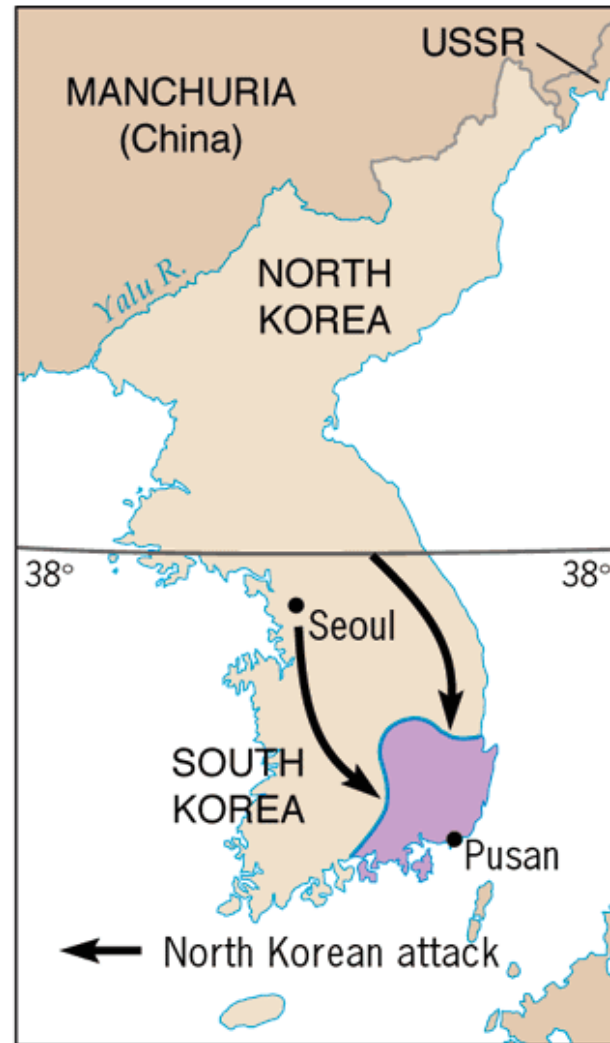 USSR
MANCHURIA
(China)
Yalu R.
NORTH
KOREA
38°
38°
Seoul
SOUTH
KOREA
Pusan
North Korean attack